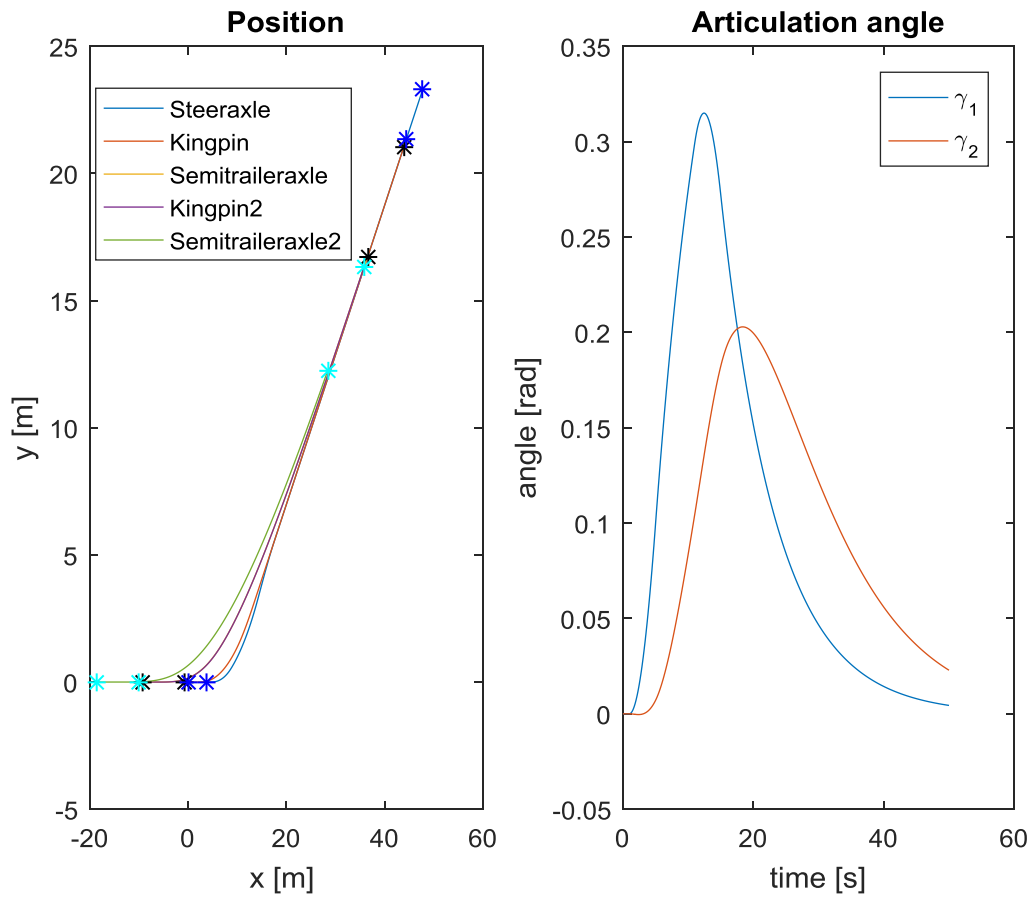 Position
25
20
15
10
5
0
-5
-20
0
20
40
60
y [m]
x [m]
Steeraxle
Kingpin
Semitraileraxle
Kingpin2
Semitraileraxle2
Articulation angle
0.35
0.3
0.25
0.2
0.15
0.1
0.05
0
-0.05
0
20
40
60
angle [rad]
time [s]
γ1
γ2